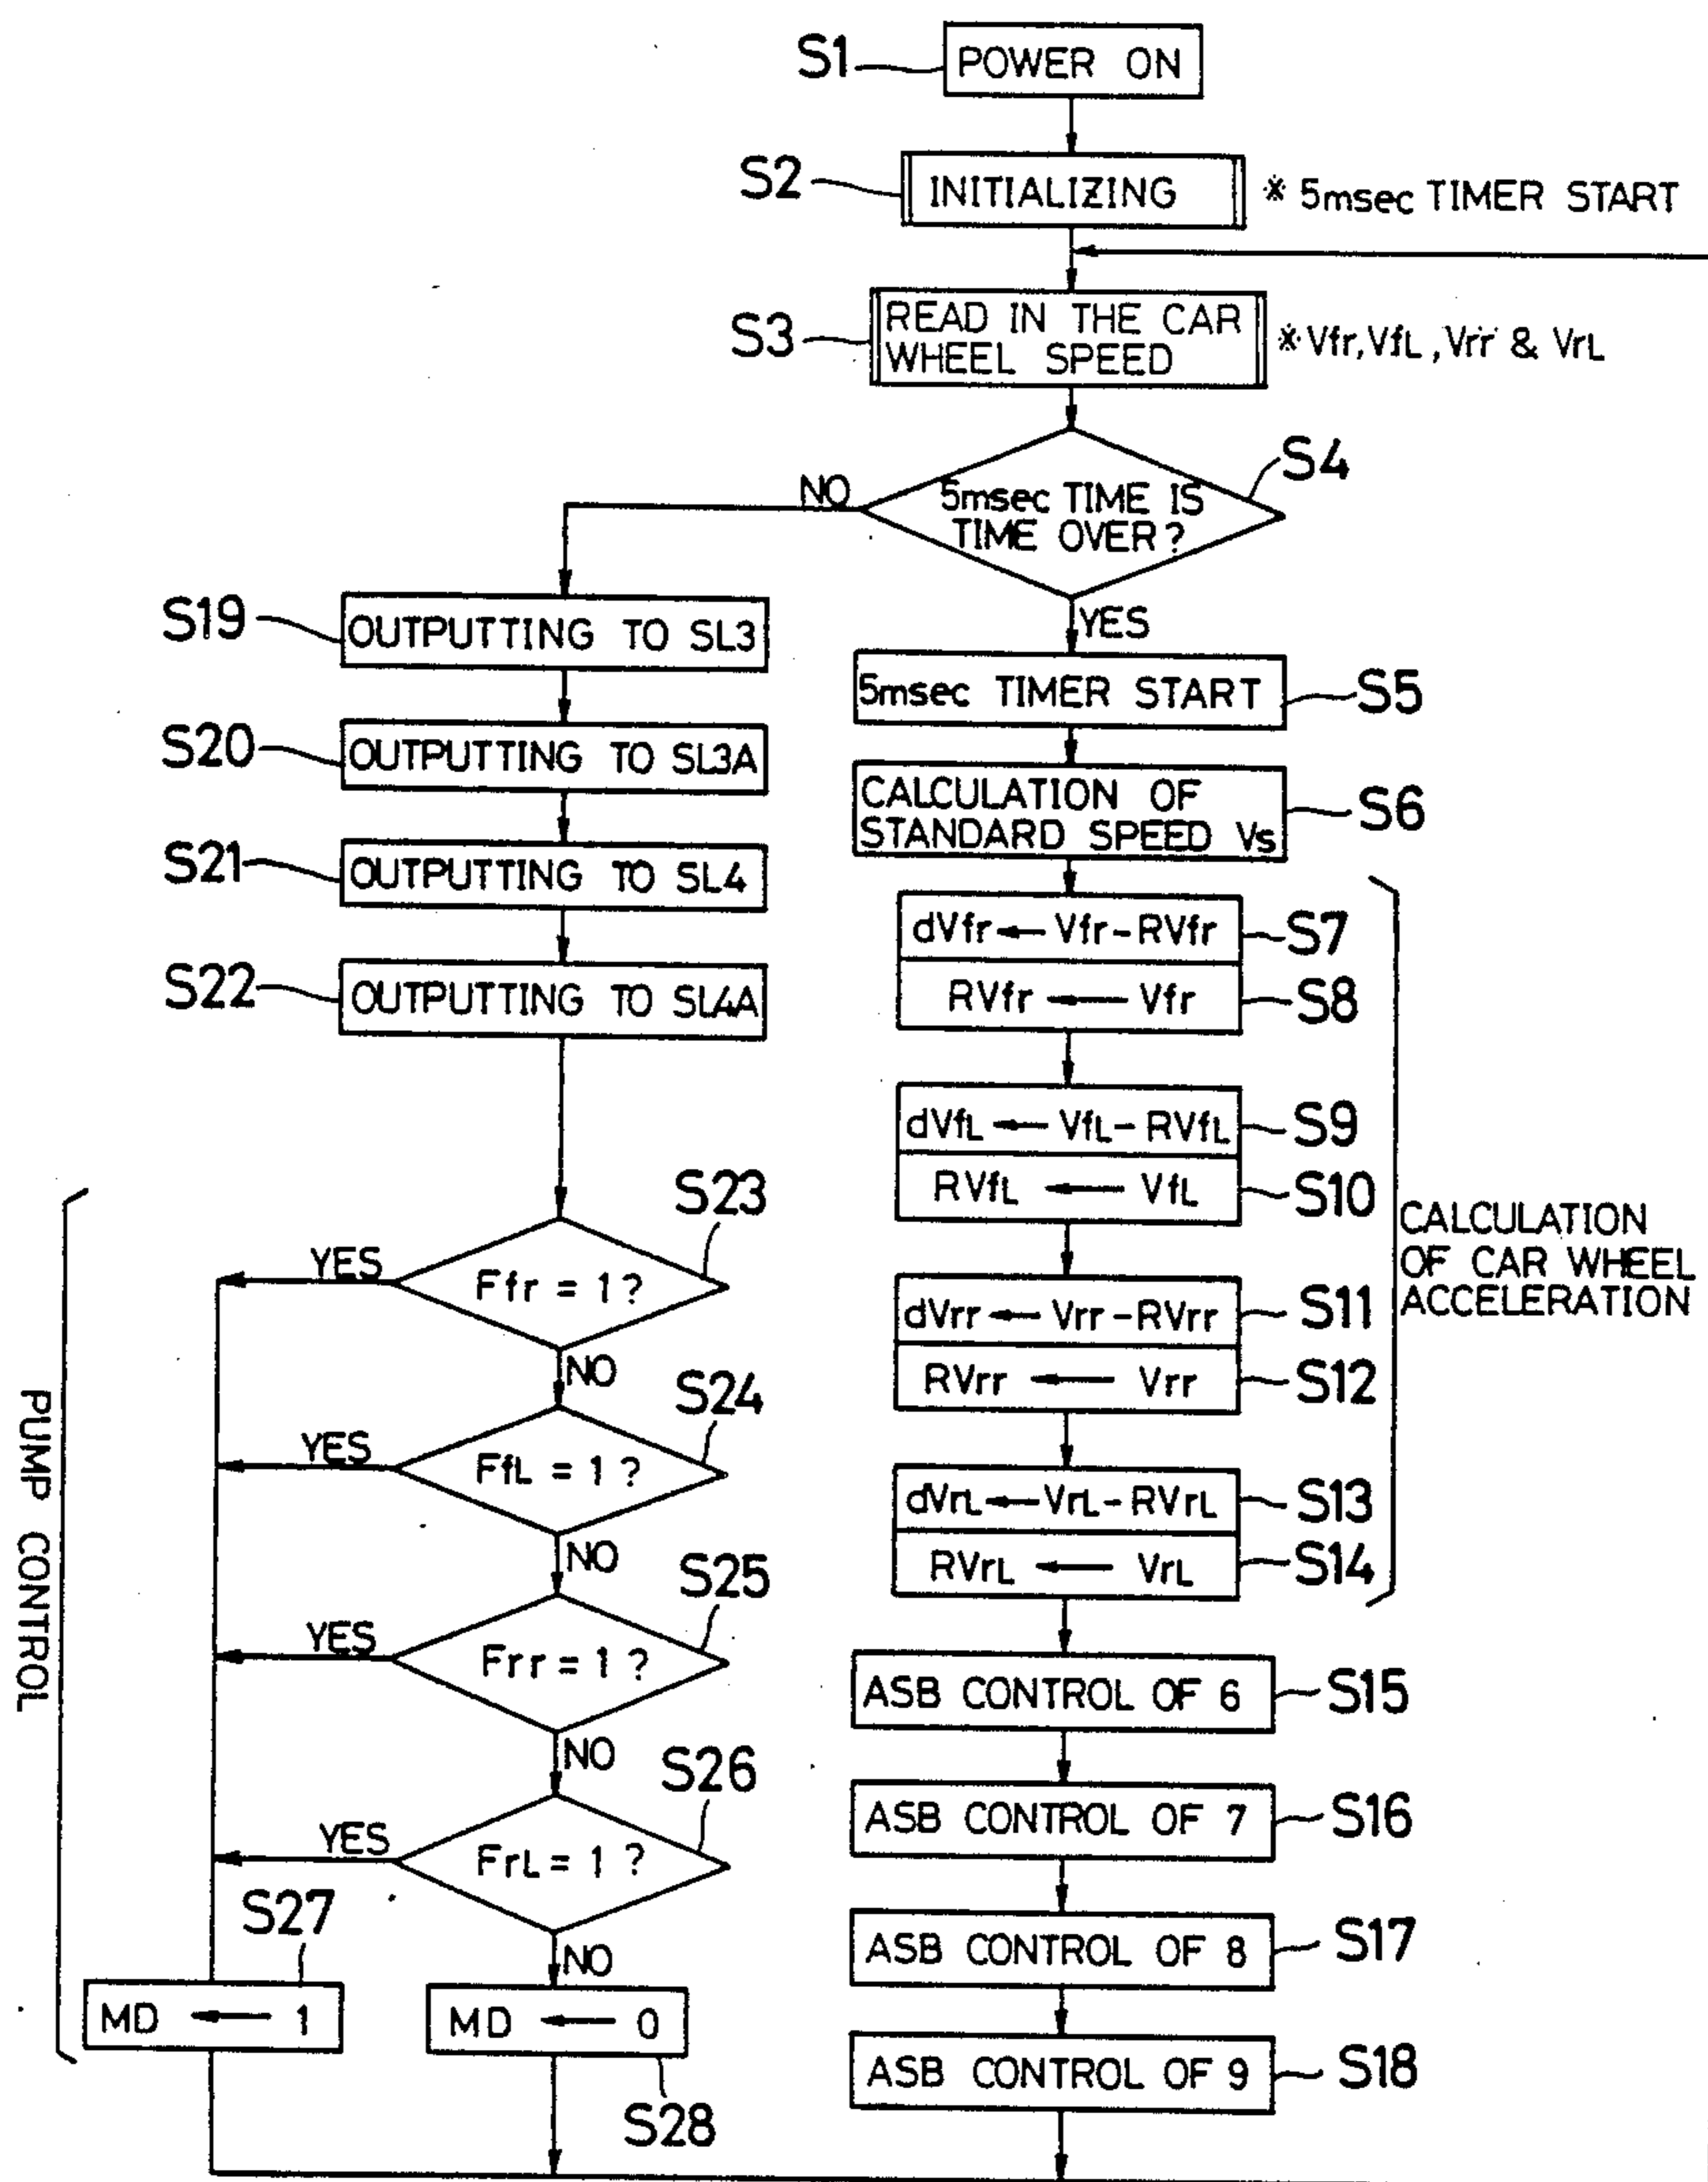 S1
POWER ON
S2
INITIALIZING
※ 5msec TIMER START
S3
READ IN THE CAR
WHEEL SPEED
※ Vfr, VfL, Vrr & VrL
S4
5msec TIME IS
TIME OVER?
NO
YES
S19
OUTPUTTING TO SL3
S20
OUTPUTTING TO SL3A
S21
OUTPUTTING TO SL4
S22
OUTPUTTING TO SL4A
5msec TIMER START
S5
CALCULATION OF
STANDARD SPEED Vs
S6
dVfr ← Vfr - RVfr
S7
RVfr ← Vfr
S8
dVfL ← VfL - RVfL
S9
RVfL ← VfL
S10
dVrr ← Vrr - RVrr
S11
RVrr ← Vrr
S12
dVrL ← VrL - RVrL
S13
RVrL ← VrL
S14
CALCULATION
OF CAR WHEEL
ACCELERATION
ASB CONTROL OF 6
S15
ASB CONTROL OF 7
S16
ASB CONTROL OF 8
S17
ASB CONTROL OF 9
S18
PUMP CONTROL
S23
Ffr = 1 ?
YES
NO
S24
FfL = 1 ?
YES
NO
S25
Frr = 1 ?
YES
NO
S26
FrL = 1 ?
YES
NO
S27
MD ← 1
MD ← 0
S28